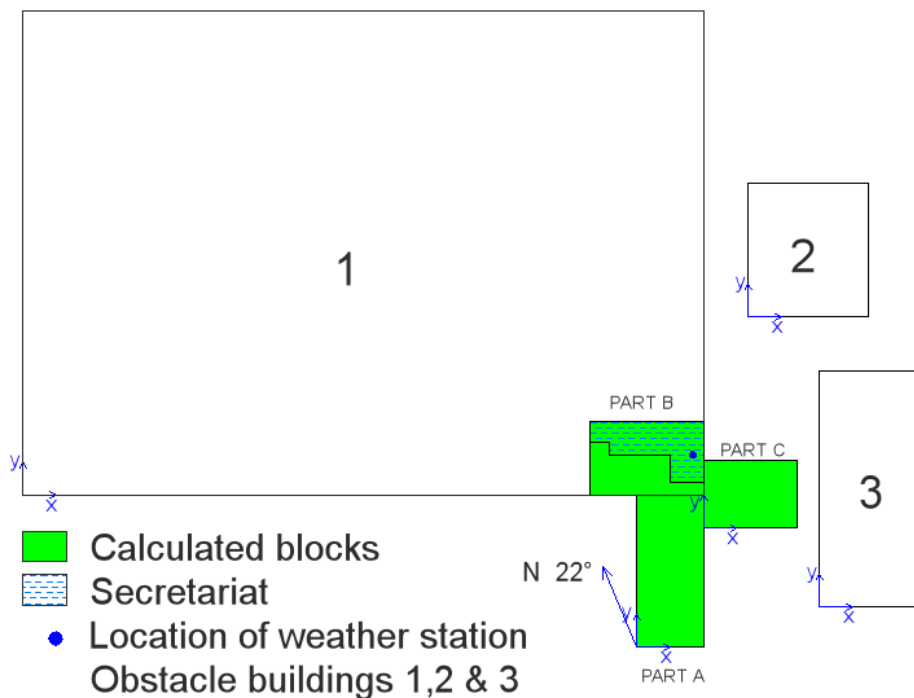 1
2
y
x
PART B
PART C
y
x
y
x
3
y
x
Calculated blocks
N 22°
Secretariat
y
x
Location of weather station
y
x
PART A
Obstacle buildings 1,2 & 3